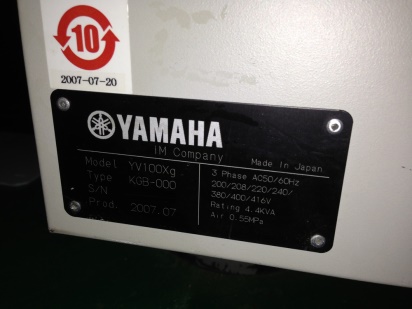 10
2007-07-20
YAMAHA
IM Company
Made In Japan
Model YV100Xg
Type KGB-000
S/N
Prod. 2007.07
3 Phase AC50/60Hz
200/208/220/240/
380/400/416V
Rating 4.4KVA
Air 0.55MPa